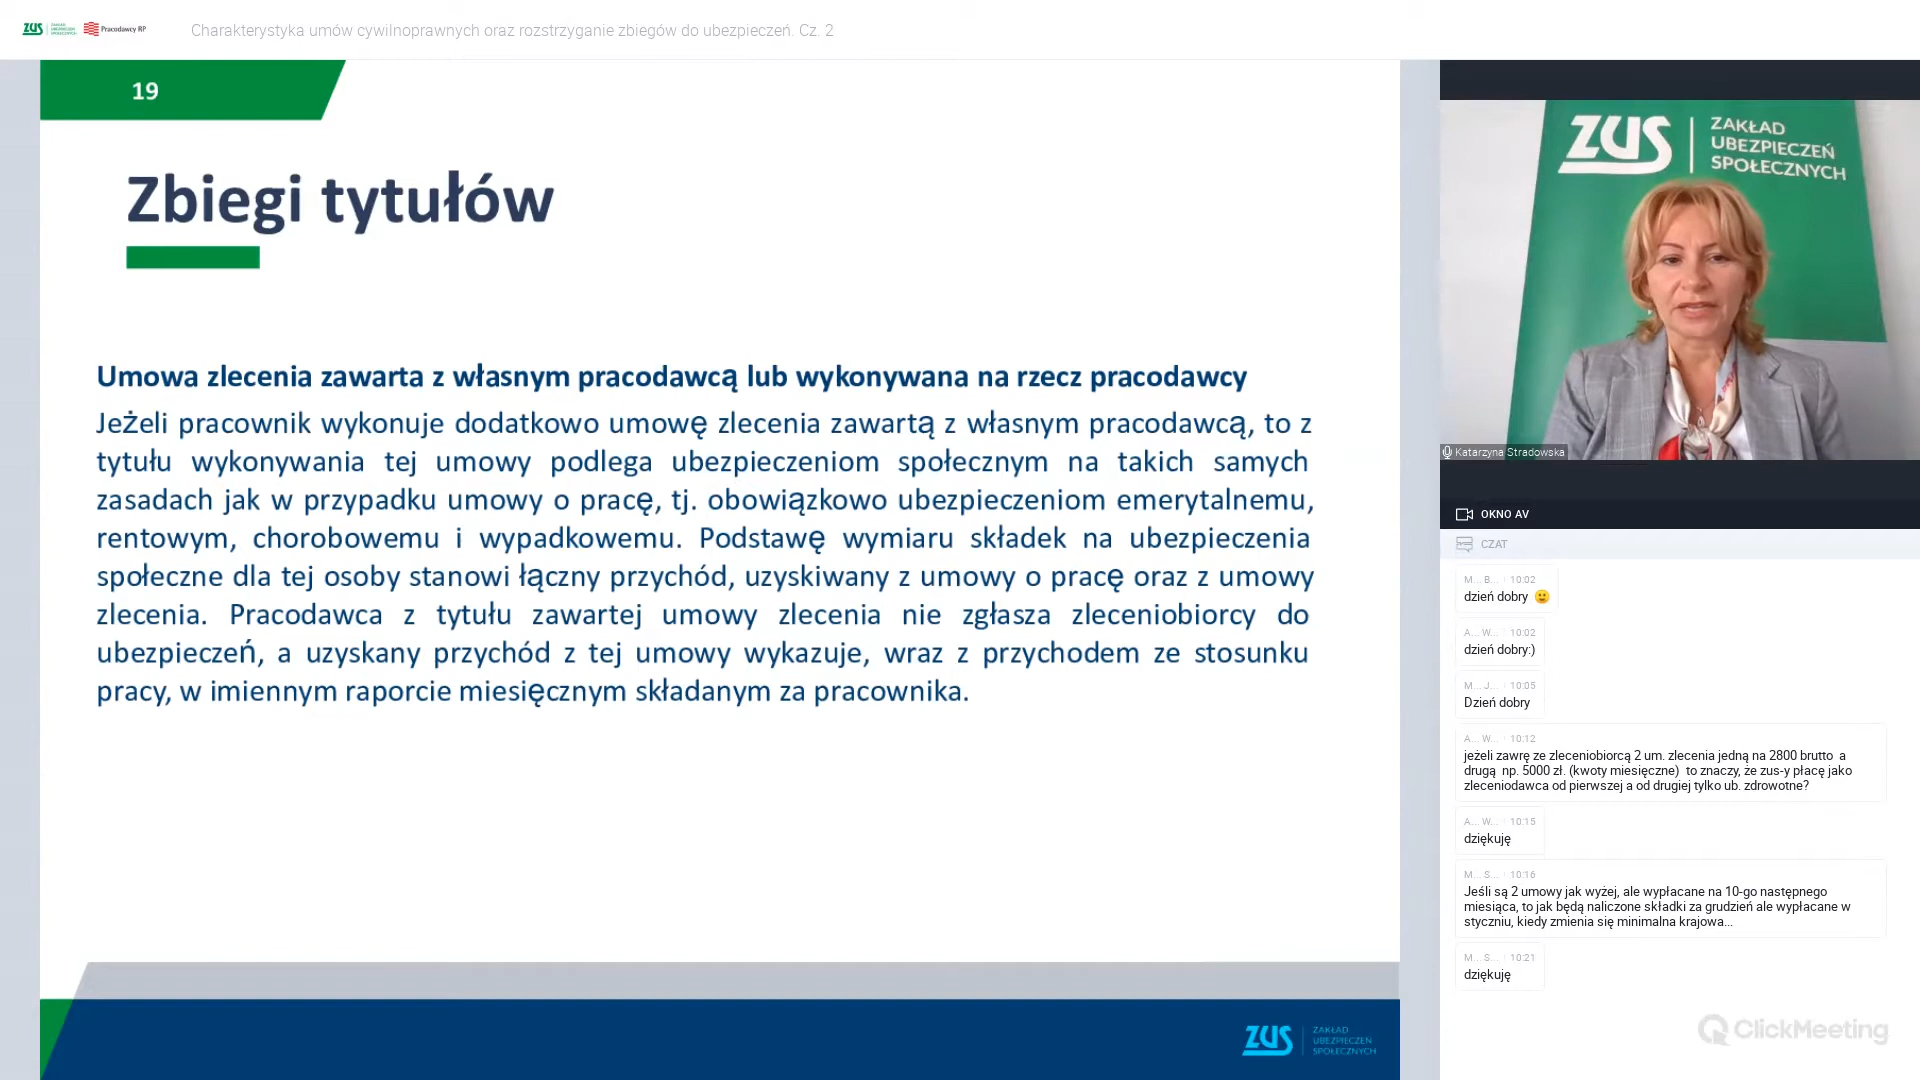 ZUS ZAKŁAD UBEZPIECZEŃ SPOŁECZNYCH Pracodawcy RP
Charakterystyka umów cywilnoprawnych oraz rozstrzyganie zbiegów do ubezpieczeń. Cz. 2
19
Zbiegi tytułów
Umowa zlecenia zawarta z własnym pracodawcą lub wykonywana na rzecz pracodawcy
Jeżeli pracownik wykonuje dodatkowo umowę zlecenia zawartą z własnym pracodawcą, to z
tytułu wykonywania tej umowy podlega ubezpieczeniom społecznym na takich samych
zasadach jak w przypadku umowy o pracę, tj. obowiązkowo ubezpieczeniom emerytalnemu,
rentowym, chorobowemu i wypadkowemu. Podstawę wymiaru składek na ubezpieczenia
społeczne dla tej osoby stanowi łączny przychód, uzyskiwany z umowy o pracę oraz z umowy
zlecenia. Pracodawca z tytułu zawartej umowy zlecenia nie zgłasza zleceniobiorcy do
ubezpieczeń, a uzyskany przychód z tej umowy wykazuje, wraz z przychodem ze stosunku
pracy, w imiennym raporcie miesięcznym składanym za pracownika.
ZUS
ZAKŁAD
UBEZPIECZEŃ
SPOŁECZNYCH
ZUS
ZAKŁAD
UBEZPIECZEŃ
SPOŁECZNYCH
Katarzyna Stradowska
OKNO AV
CZAT
M... B... 10:02
dzień dobry 🙂
A... W... 10:02
dzień dobry:)
M... J... 10:05
Dzień dobry
A... W... 10:12
jeżeli zawrę ze zleceniobiorcą 2 um. zlecenia jedną na 2800 brutto a
drugą np. 5000 zł. (kwoty miesięczne) to znaczy, że zus-y płacę jako
zleceniodawca od pierwszej a od drugiej tylko ub. zdrowotne?
A... W... 10:15
dziękuję
M... S... 10:16
Jeśli są 2 umowy jak wyżej, ale wypłacane na 10-go następnego
miesiąca, to jak będą naliczone składki za grudzień ale wypłacane w
styczniu, kiedy zmienia się minimalna krajowa...
M... S... 10:21
dziękuję
ClickMeeting